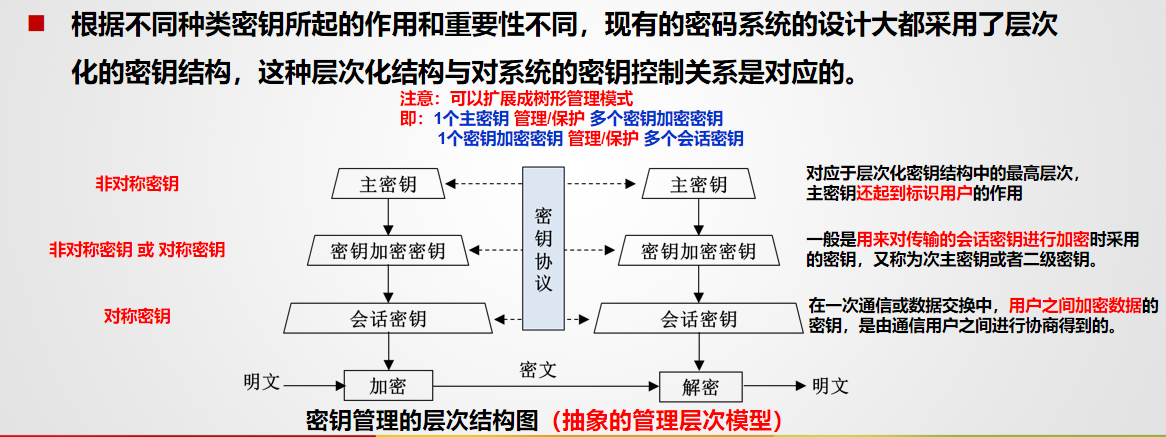 根据不同种类密钥所起的作用和重要性不同，现有的密码系统的设计大都采用了层次
化的密钥结构，这种层次化结构与对系统的密钥控制关系是对应的。
注意：可以扩展成树形管理模式
即：1个主密钥 管理/保护 多个密钥加密密钥
1个密钥加密密钥 管理/保护 多个会话密钥
非对称密钥
主密钥
密钥协议
主密钥
对应于层次化密钥结构中的最高层次，
主密钥还起到标识用户的作用
非对称密钥 或 对称密钥
密钥加密密钥
密钥加密密钥
一般是用来对传输的会话密钥进行加密时采用
的密钥，又称为次主密钥或者二级密钥。
对称密钥
会话密钥
会话密钥
在一次通信或数据交换中，用户之间加密数据的
密钥，是由通信用户之间进行协商得到的。
明文
加密
密文
解密
明文
密钥管理的层次结构图（抽象的管理层次模型）